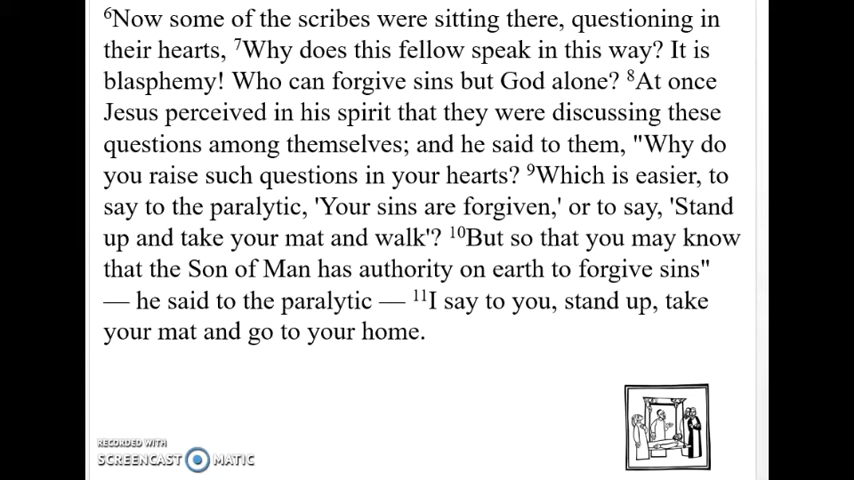 ⁶Now some of the scribes were sitting there, questioning in
their hearts, ⁷Why does this fellow speak in this way? It is
blasphemy! Who can forgive sins but God alone? ⁸At once
Jesus perceived in his spirit that they were discussing these
questions among themselves; and he said to them, "Why do
you raise such questions in your hearts? ⁹Which is easier, to
say to the paralytic, 'Your sins are forgiven,' or to say, 'Stand
up and take your mat and walk'? ¹⁰But so that you may know
that the Son of Man has authority on earth to forgive sins"
— he said to the paralytic — ¹¹I say to you, stand up, take
your mat and go to your home.
RECORDED WITH
SCREENCAST MATIC